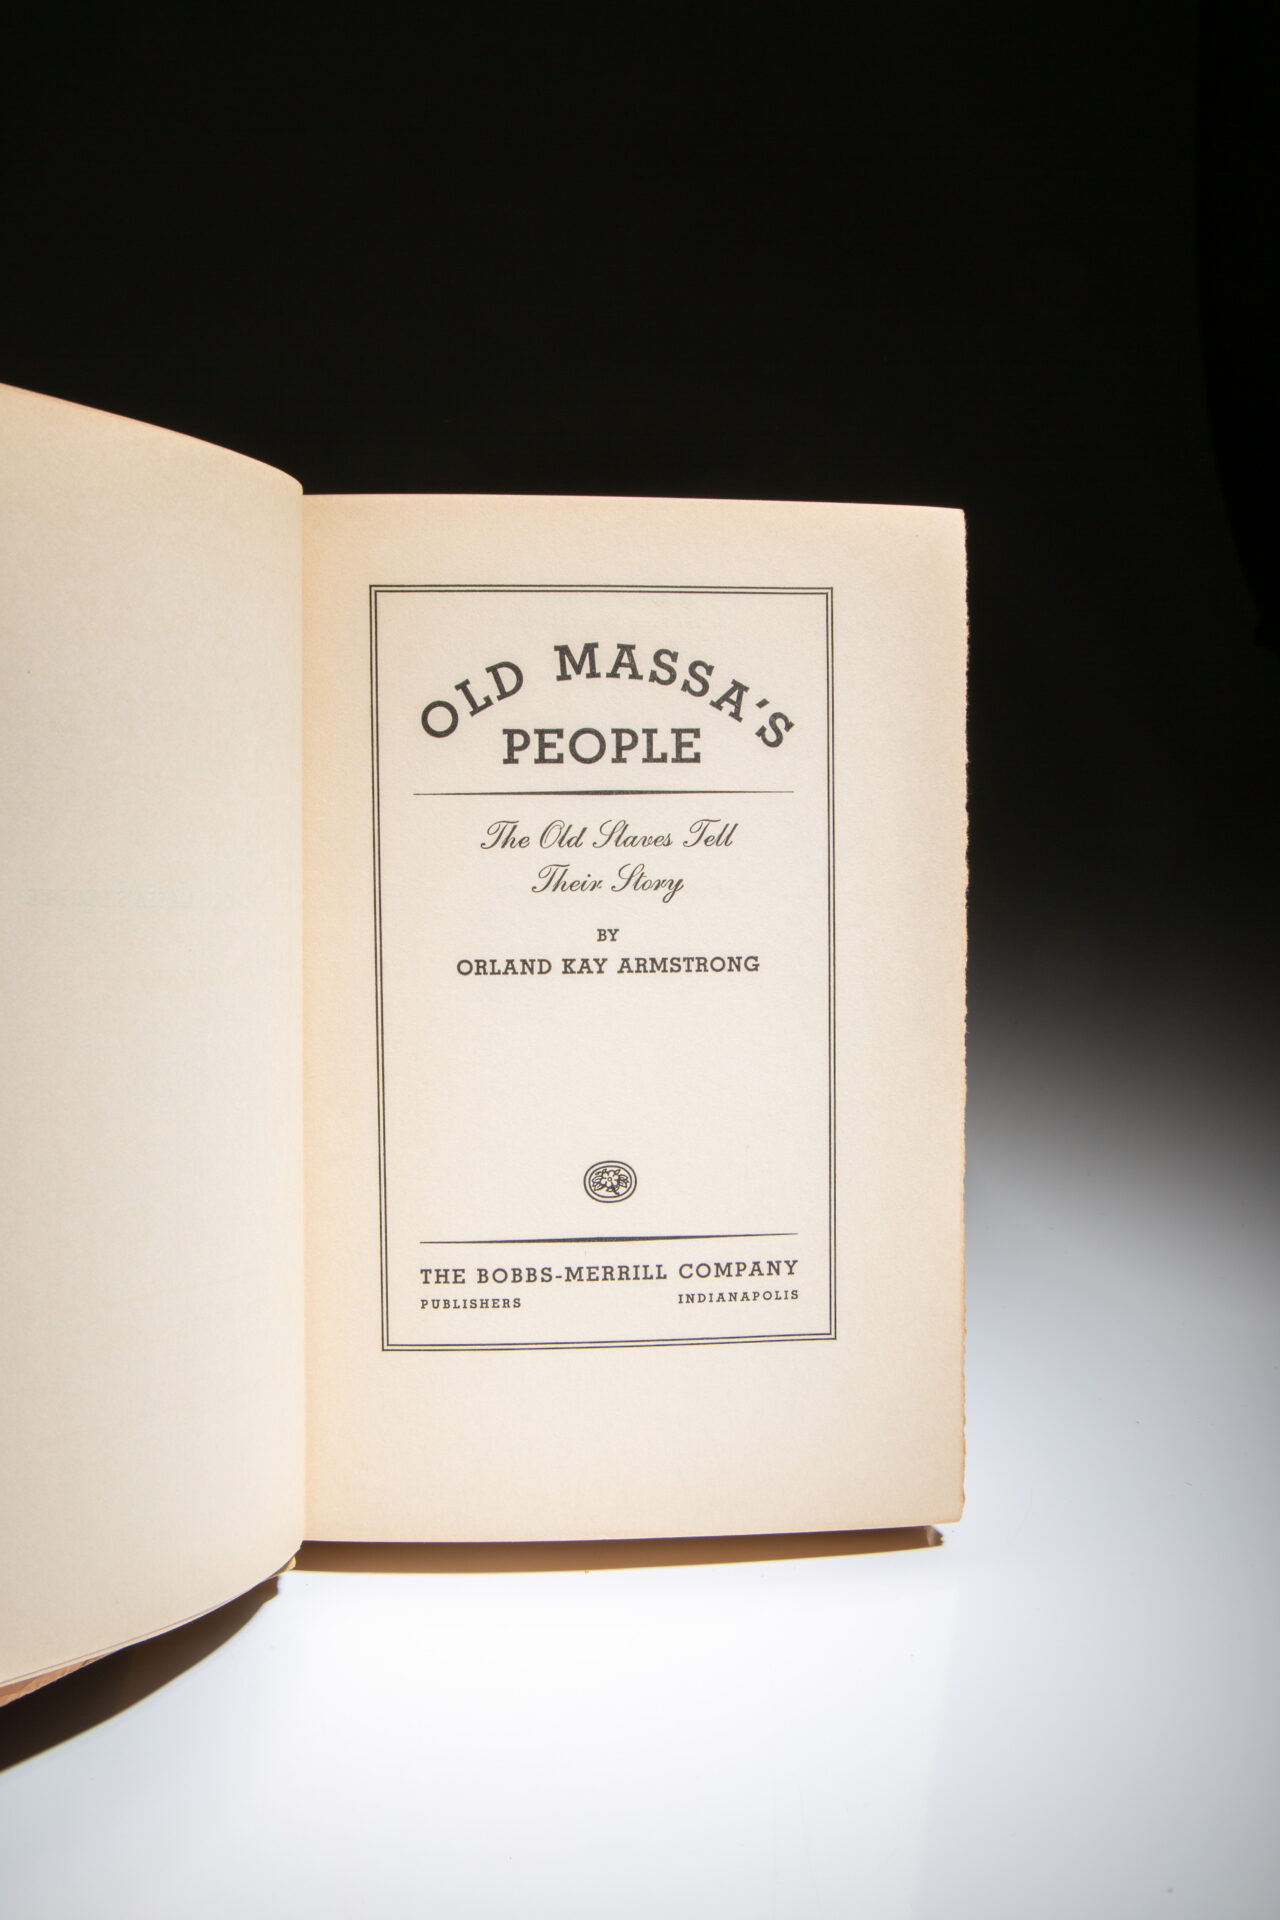 OLD MASSA'S
PEOPLE
The Old Slaves Tell
Their Story
BY
ORLAND KAY ARMSTRONG
THE BOBBS-MERRILL COMPANY
PUBLISHERS INDIANAPOLIS